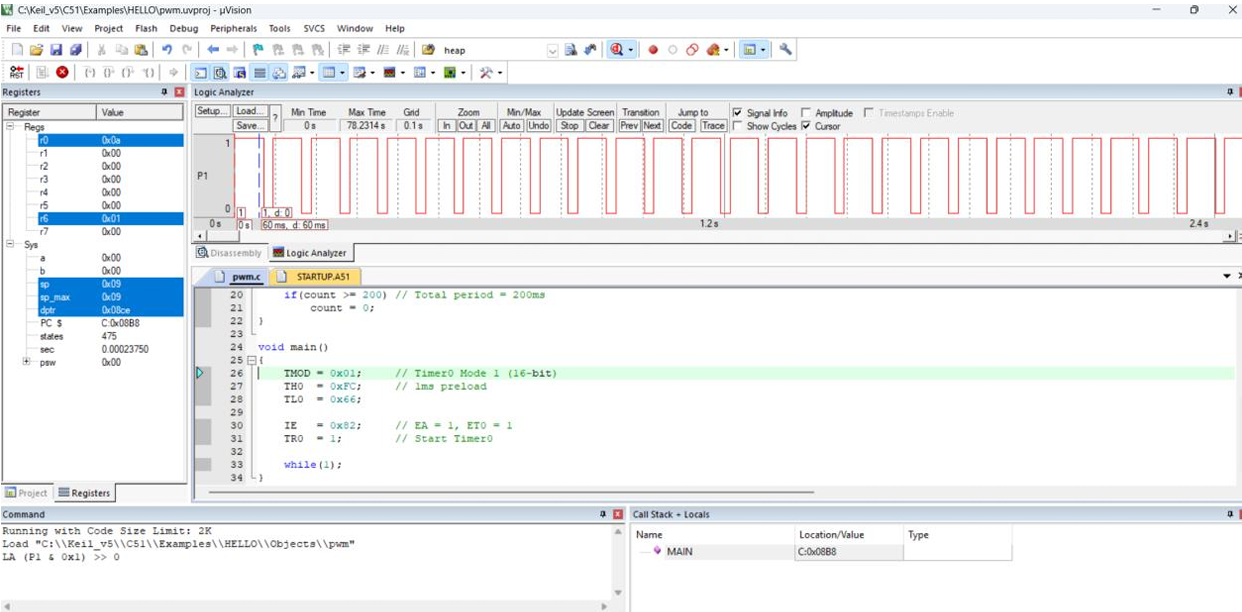 C:\Keil_v5\C51\Examples\HELLO\pwm.uvproj - µVision
File Edit View Project Flash Debug Peripherals Tools SVCS Window Help
heap
RST
Registers
Register Value
Regs
r0 0x0a
r1 0x00
r2 0x00
r3 0x00
r4 0x00
r5 0x00
r6 0x01
r7 0x00
Sys
a 0x00
b 0x00
sp 0x09
sp_max 0x09
dptr 0x08ce
PC $ C:0x08B8
states 475
sec 0.00023750
psw 0x00
Project Registers
Logic Analyzer
Setup... Load... ? Min Time Max Time Grid Zoom Min/Max Update Screen Transition Jump to Signal Info Amplitude Timestamps Enable
Save... 0 s 78.2314 s 0.1 s In Out All Auto Undo Stop Clear Prev Next Code Trace Show Cycles Cursor
1
P1
0
1 1, d: 0
0 s 0 s 60 ms, d: 60 ms 1.2 s 2.4 s
Disassembly Logic Analyzer
pwm.c STARTUP.A51
20 if(count >= 200) // Total period = 200ms
21 count = 0;
22 }
23
24 void main()
25 {
26 TMOD = 0x01; // Timer0 Mode 1 (16-bit)
27 TH0 = 0xFC; // 1ms preload
28 TL0 = 0x66;
29
30 IE = 0x82; // EA = 1, ET0 = 1
31 TR0 = 1; // Start Timer0
32
33 while(1);
34 }
Command
Running with Code Size Limit: 2K
Load "C:\\Keil_v5\\C51\\Examples\\HELLO\\Objects\\pwm"
LA (P1 & 0x1) >> 0
Call Stack + Locals
Name Location/Value Type
MAIN C:0x08B8